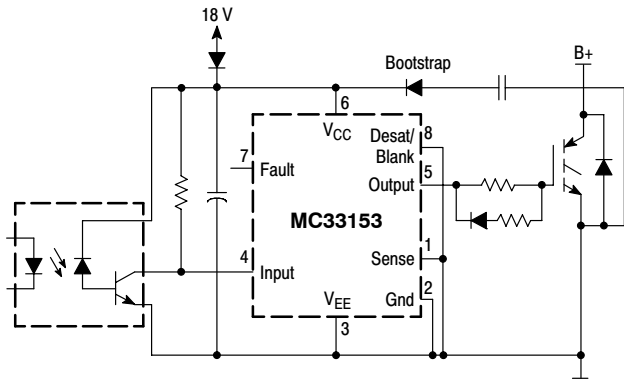 18 V
Bootstrap
B+
6
VCC
Desat/
Blank
8
7
Fault
5
Output
MC33153
4
Input
1
Sense
2
Gnd
VEE
3